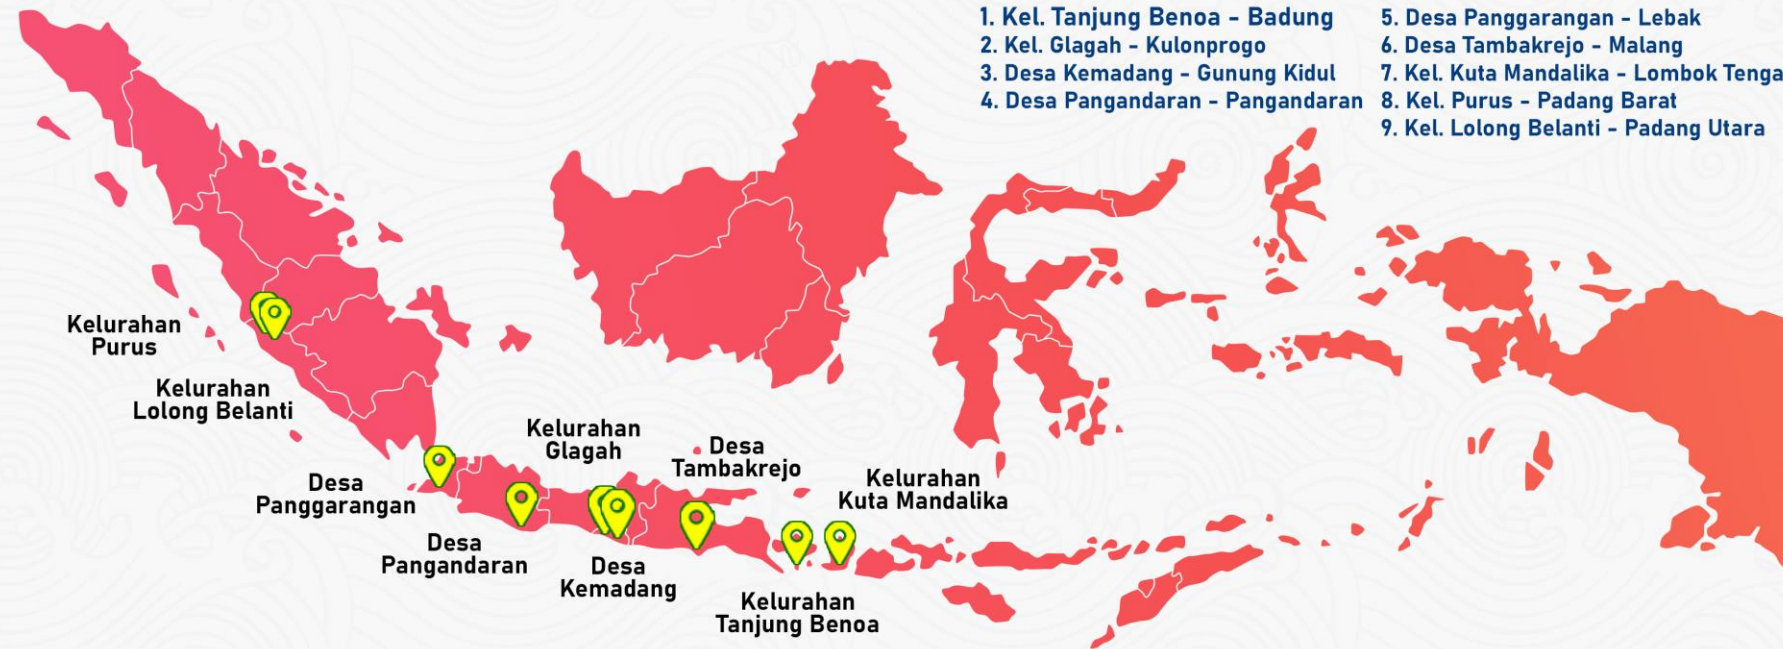 1. Kel. Tanjung Benoa - Badung
2. Kel. Glagah - Kulonprogo
3. Desa Kemadang - Gunung Kidul
4. Desa Pangandaran - Pangandaran
5. Desa Panggarangan - Lebak
6. Desa Tambakrejo - Malang
7. Kel. Kuta Mandalika - Lombok Tenga
8. Kel. Purus - Padang Barat
9. Kel. Lolong Belanti - Padang Utara
Kelurahan
Purus
Kelurahan
Lolong Belanti
Desa
Panggarangan
Desa
Pangandaran
Kelurahan
Glagah
Desa
Kemadang
Desa
Tambakrejo
Kelurahan
Tanjung Benoa
Kelurahan
Kuta Mandalika